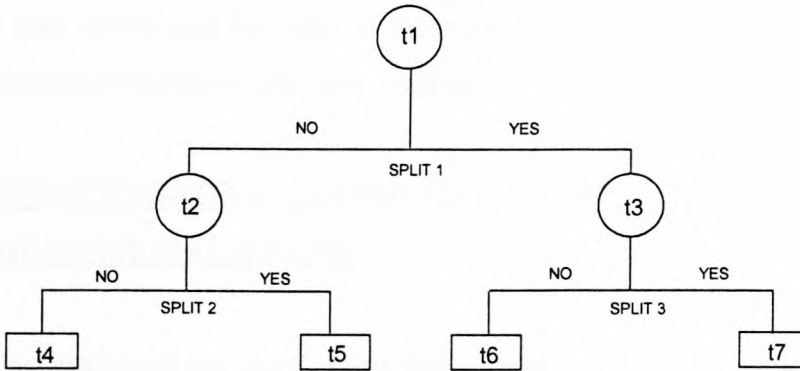 t1
NO YES
SPLIT 1
t2 t3
NO YES NO YES
SPLIT 2 SPLIT 3
t4 t5 t6 t7